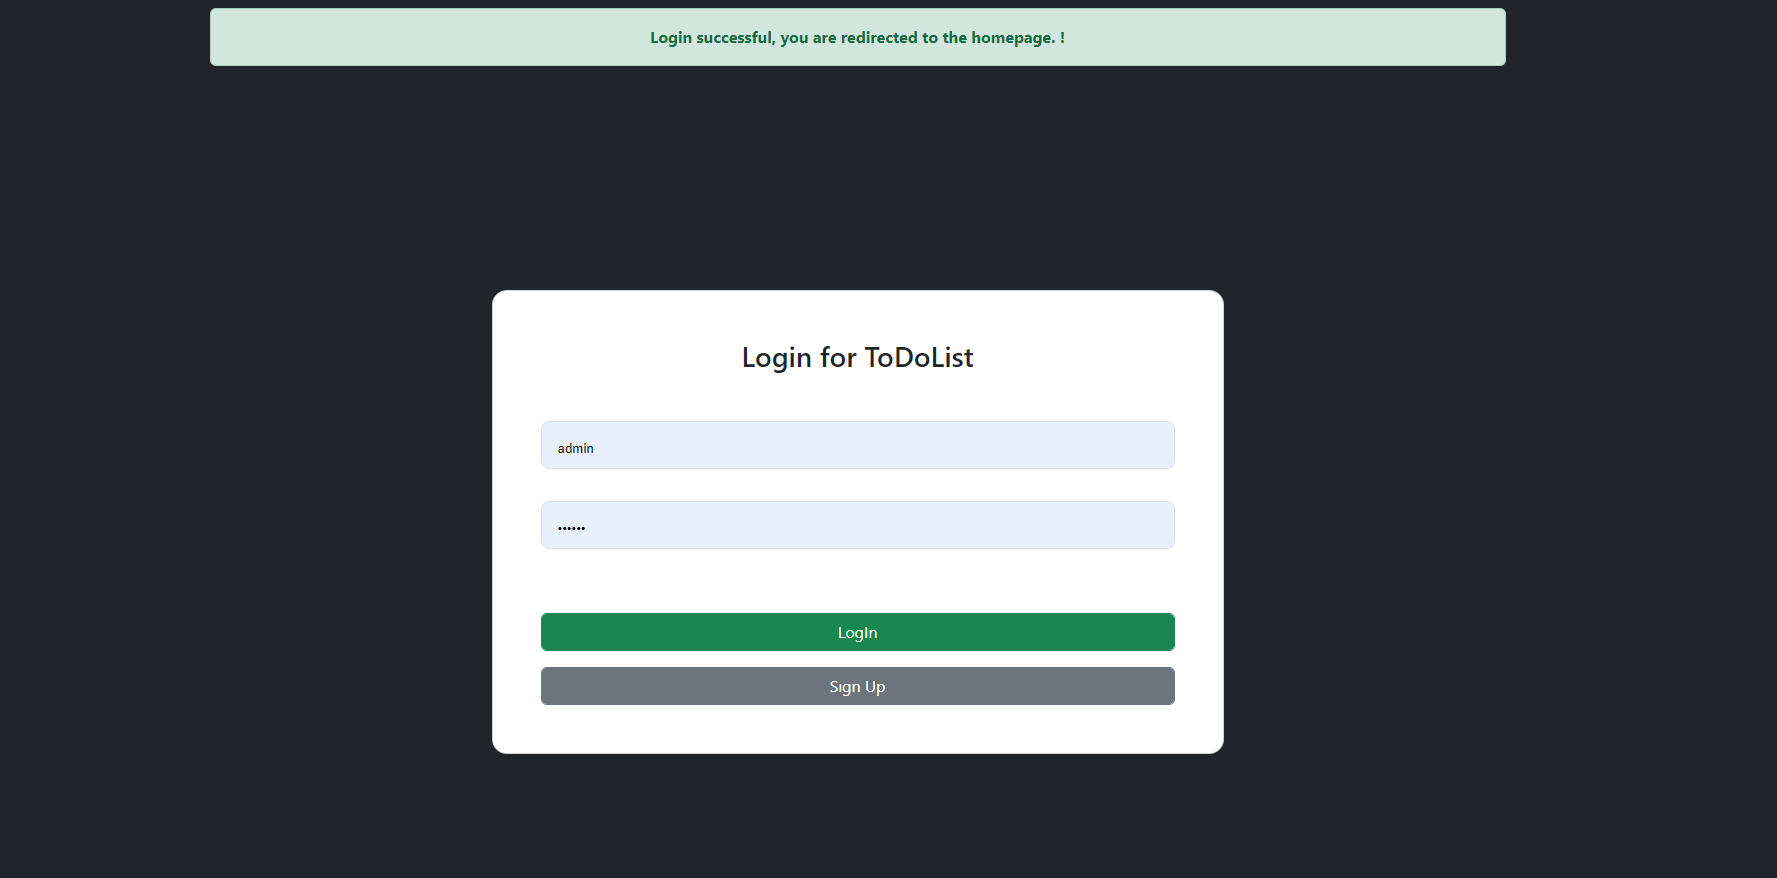 Login successful, you are redirected to the homepage. !
Login for ToDoList
admin
••••••
LogIn
Sign Up